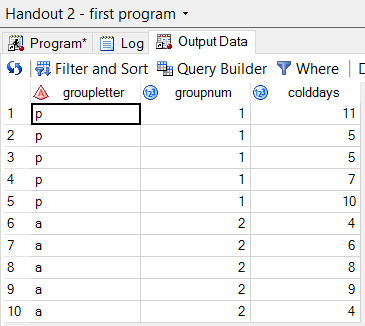 Handout 2 - first program
Program* Log Output Data
Filter and Sort Query Builder Where D
groupletter groupnum colddays
1 p 1 11
2 p 1 5
3 p 1 5
4 p 1 7
5 p 1 10
6 a 2 4
7 a 2 6
8 a 2 8
9 a 2 9
10 a 2 4